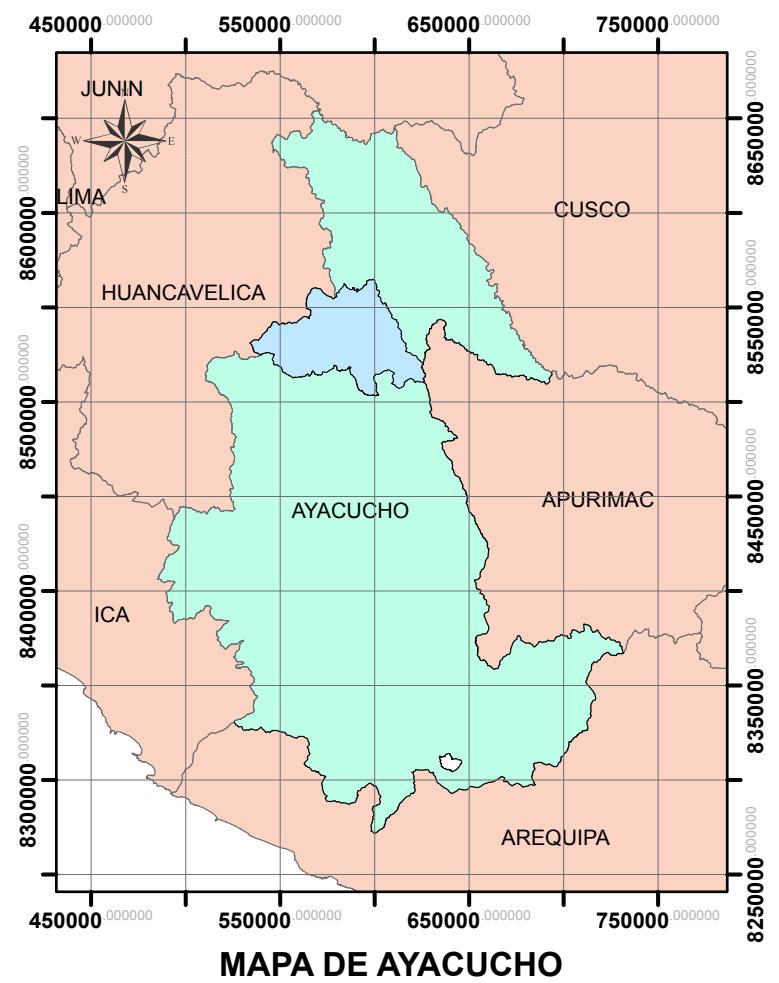 450000.000000 550000.000000 650000.000000 750000.000000
JUNIN
N
W E
S
LIMA
CUSCO
HUANCAVELICA
AYACUCHO
APURIMAC
ICA
AREQUIPA
8600000.000000
8500000.000000
8400000.000000
8300000.000000
8650000.000000
8550000.000000
8450000.000000
8350000.000000
8250000.000000
450000.000000 550000.000000 650000.000000 750000.000000
MAPA DE AYACUCHO